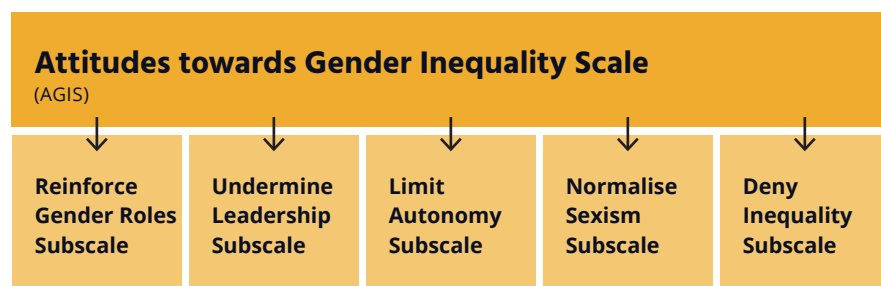 Attitudes towards Gender Inequality Scale
(AGIS)
Reinforce
Gender Roles
Subscale
Undermine
Leadership
Subscale
Limit
Autonomy
Subscale
Normalise
Sexism
Subscale
Deny
Inequality
Subscale